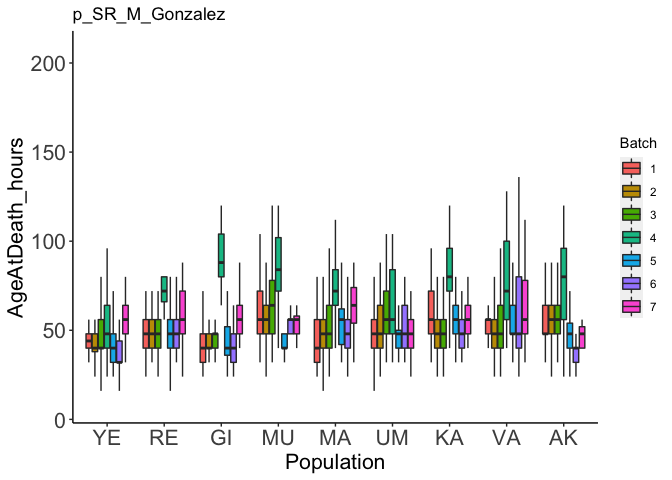 p_SR_M_Gonzalez
AgeAtDeath_hours
200
150
100
50
0
YE RE GI MU MA UM KA VA AK
Population
Batch
1
2
3
4
5
6
7